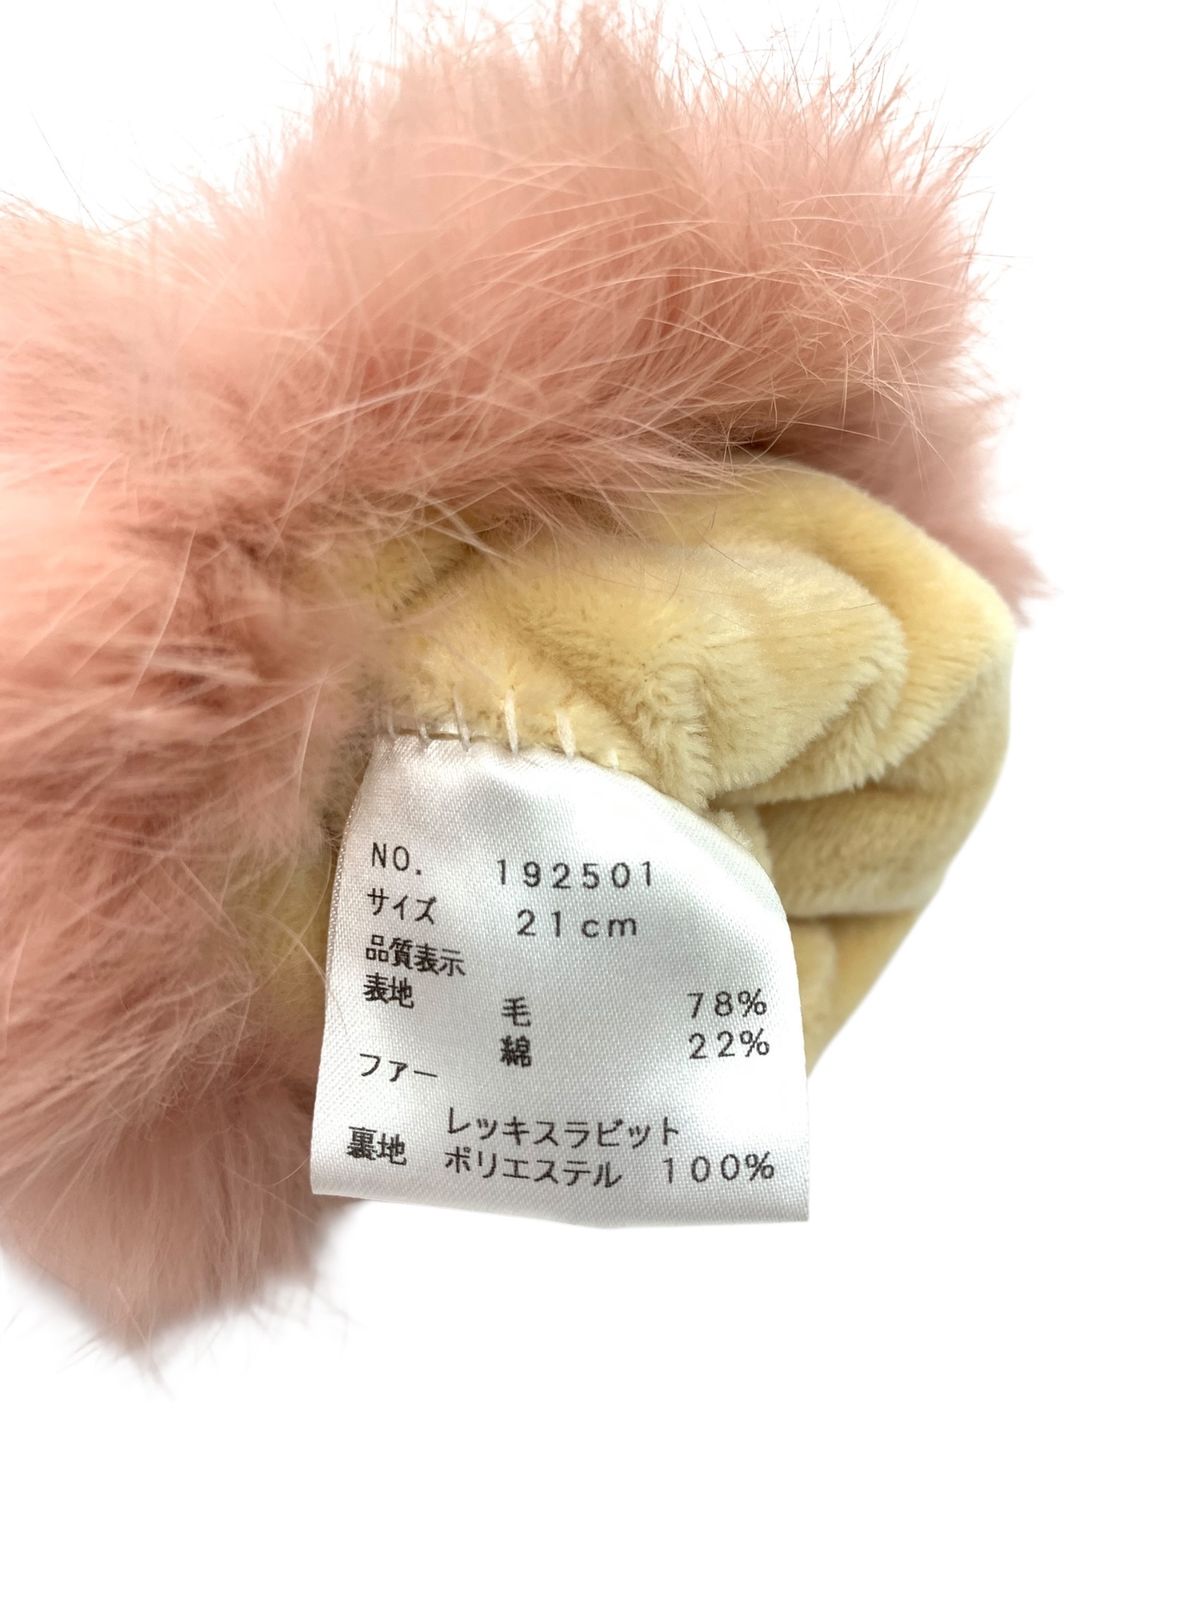 NO. 192501
サイズ 21cm
品質表示
表地 毛 78%
綿 22%
ファー
レッキスラビット
裏地 ポリエステル 100%